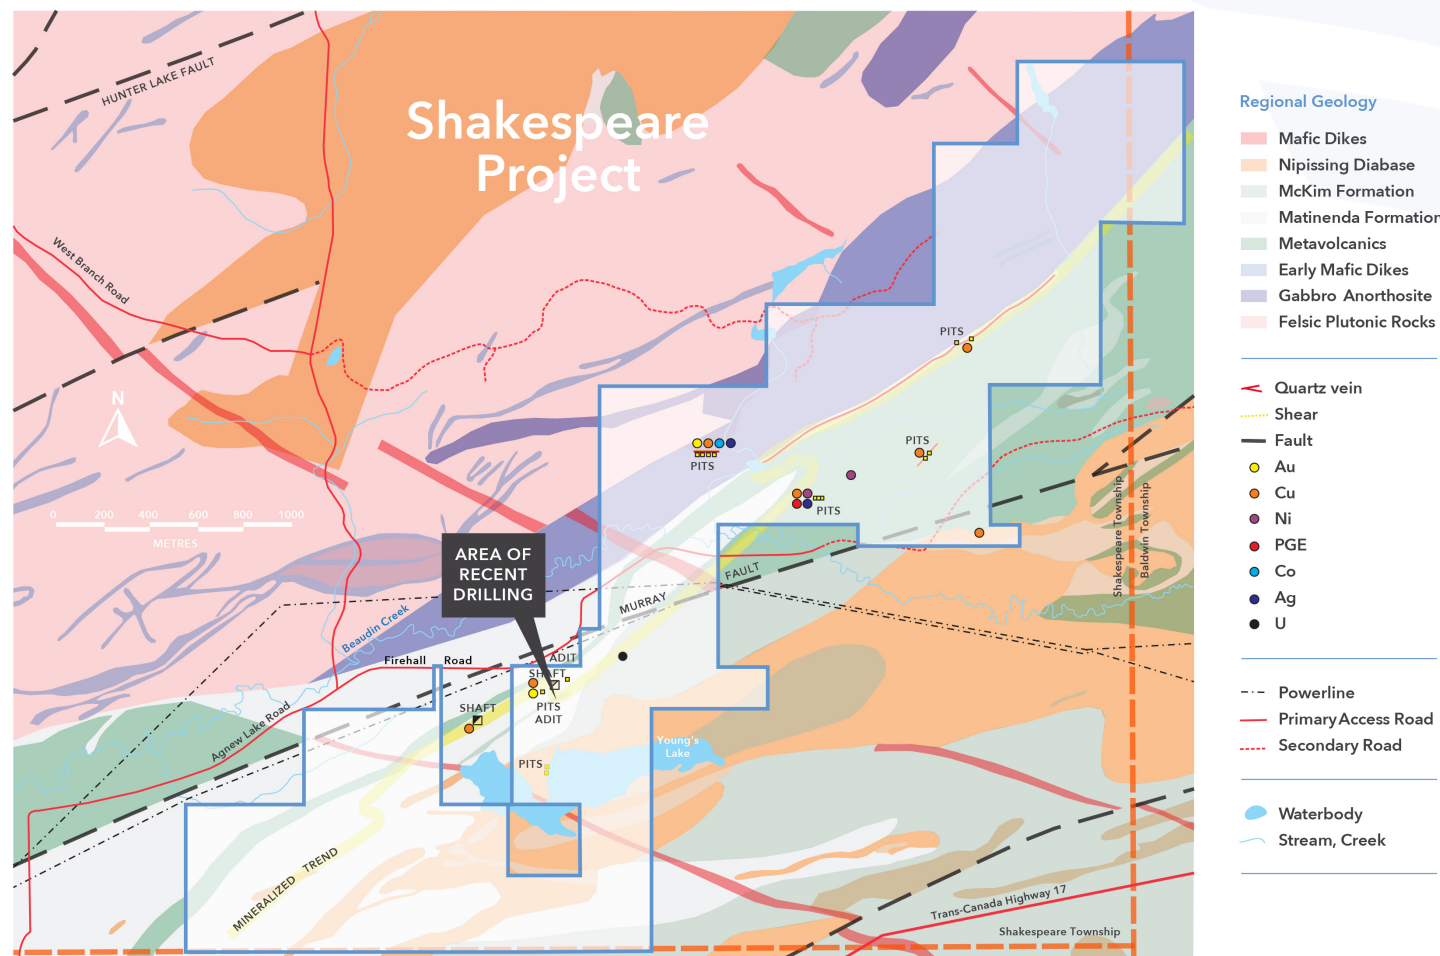 Shakespeare
Project
HUNTER LAKE FAULT
West Branch Road
N
0 200 400 600 800 1000
METRES
PITS
PITS
PITS
PITS
AREA OF
RECENT
DRILLING
FAULT
MURRAY
Beaudin Creek
Firehall Road
ADIT
SHAFT
PITS
ADIT
SHAFT
Agnew Lake Road
PITS
Young's
Lake
MINERALIZED TREND
Shakespeare Township
Baldwin Township
Trans-Canada Highway 17
Shakespeare Township
Regional Geology
Mafic Dikes
Nipissing Diabase
McKim Formation
Matinenda Formation
Metavolcanics
Early Mafic Dikes
Gabbro Anorthosite
Felsic Plutonic Rocks
Quartz vein
Shear
Fault
Au
Cu
Ni
PGE
Co
Ag
U
Powerline
Primary Access Road
Secondary Road
Waterbody
Stream, Creek